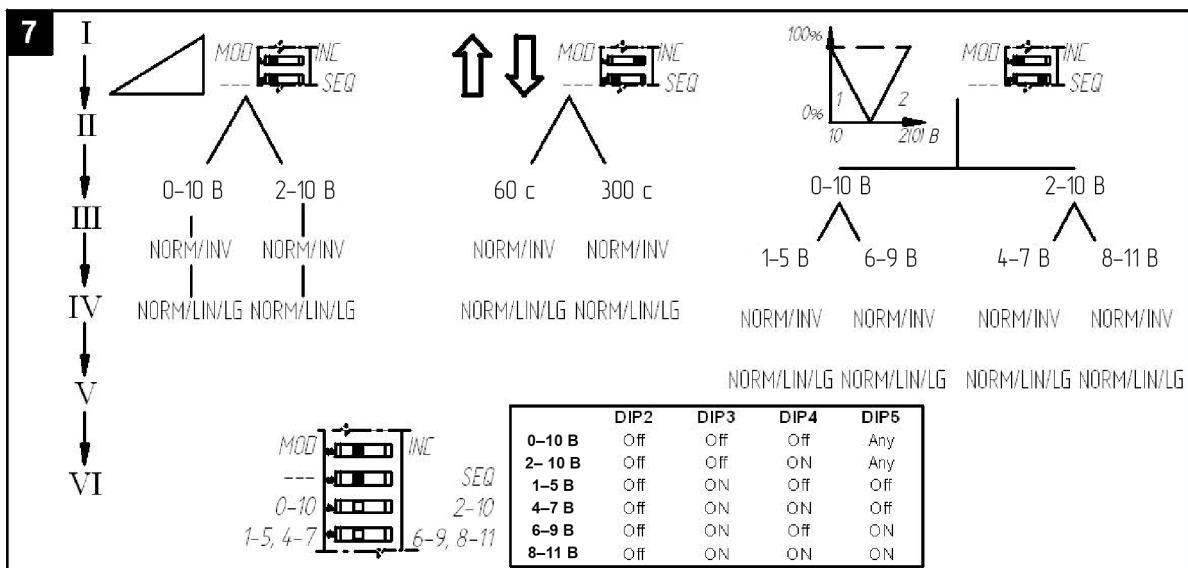 7
I
II
III
IV
V
VI
MOD INC
--- SEQ
0–10 В 2–10 В
NORM/INV NORM/INV
NORM/LIN/LG NORM/LIN/LG
MOD INC
--- SEQ
60 с 300 с
NORM/INV NORM/INV
NORM/LIN/LG NORM/LIN/LG
100%
0%
1 2
10 2(0) В
MOD INC
--- SEQ
0–10 В 2–10 В
1–5 В 6–9 В 4–7 В 8–11 В
NORM/INV NORM/INV NORM/INV NORM/INV
NORM/LIN/LG NORM/LIN/LG NORM/LIN/LG NORM/LIN/LG
MOD INC
--- SEQ
0–10 2–10
1–5, 4–7 6–9, 8–11
DIP2 DIP3 DIP4 DIP5
0–10 В Off Off Off Any
2– 10 В Off Off ON Any
1–5 В Off ON Off Off
4–7 В Off ON ON Off
6–9 В Off ON Off ON
8–11 В Off ON ON ON